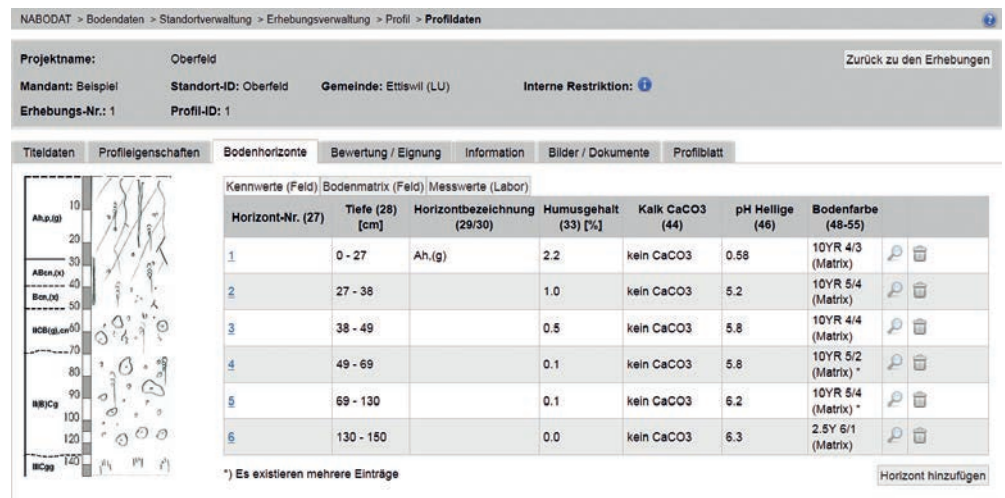 NABODAT > Bodendaten > Standortverwaltung > Erhebungsverwaltung > Profil > Profildaten
Projektname: Oberfeld Zurück zu den Erhebungen
Mandant: Beispiel Standort-ID: Oberfeld Gemeinde: Ettiswil (LU) Interne Restriktion:
Erhebungs-Nr.: 1 Profil-ID: 1
Titeldaten Profileigenschaften Bodenhorizonte Bewertung / Eignung Information Bilder / Dokumente Profilblatt
Kennwerte (Feld) Bodenmatrix (Feld) Messwerte (Labor)
Horizont-Nr. (27) Tiefe (28) [cm] Horizontbezeichnung (29/30) Humusgehalt (33) [%] Kalk CaCO3 (44) pH Hellige (46) Bodenfarbe (48-55)
1 0 - 27 Ah,(g) 2.2 kein CaCO3 0.58 10YR 4/3 (Matrix)
2 27 - 38 1.0 kein CaCO3 5.2 10YR 5/4 (Matrix)
3 38 - 49 0.5 kein CaCO3 5.8 10YR 4/4 (Matrix)
4 49 - 69 0.1 kein CaCO3 5.8 10YR 5/2 (Matrix) *
5 69 - 130 0.1 kein CaCO3 6.2 10YR 5/4 (Matrix) *
6 130 - 150 0.0 kein CaCO3 6.3 2.5Y 6/1 (Matrix)
*) Es existieren mehrere Einträge
Horizont hinzufügen
10
Ah,p,(g)
20
30
ABcn,(x)
40
Bcn,(x)
50
IICB(g),cn
60
70
80
90
II(B)Cg
100
120
140
IIICgg